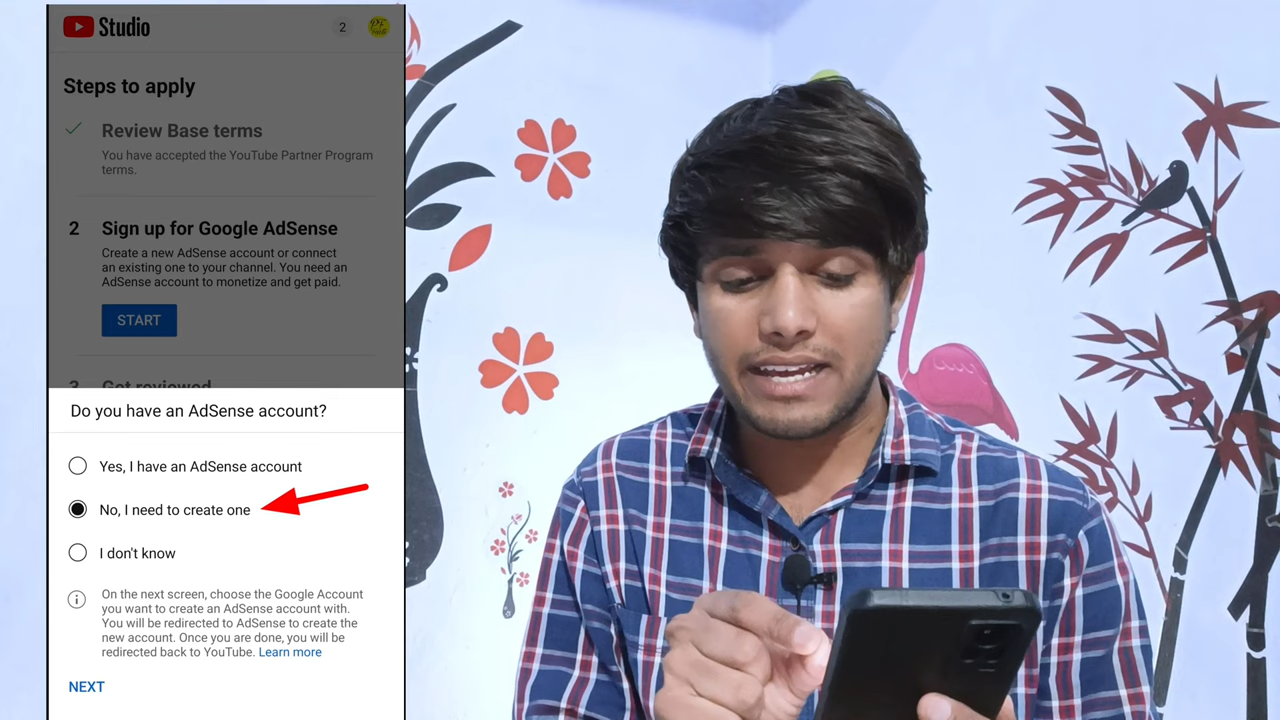 Studio
2
Steps to apply
Review Base terms
You have accepted the YouTube Partner Program
terms.
2 Sign up for Google AdSense
Create a new AdSense account or connect
an existing one to your channel. You need an
AdSense account to monetize and get paid.
START
3 Get reviewed
Do you have an AdSense account?
Yes, I have an AdSense account
No, I need to create one
I don't know
On the next screen, choose the Google Account
you want to create an AdSense account with.
You will be redirected to AdSense to create the
new account. Once you are done, you will be
redirected back to YouTube. Learn more
NEXT